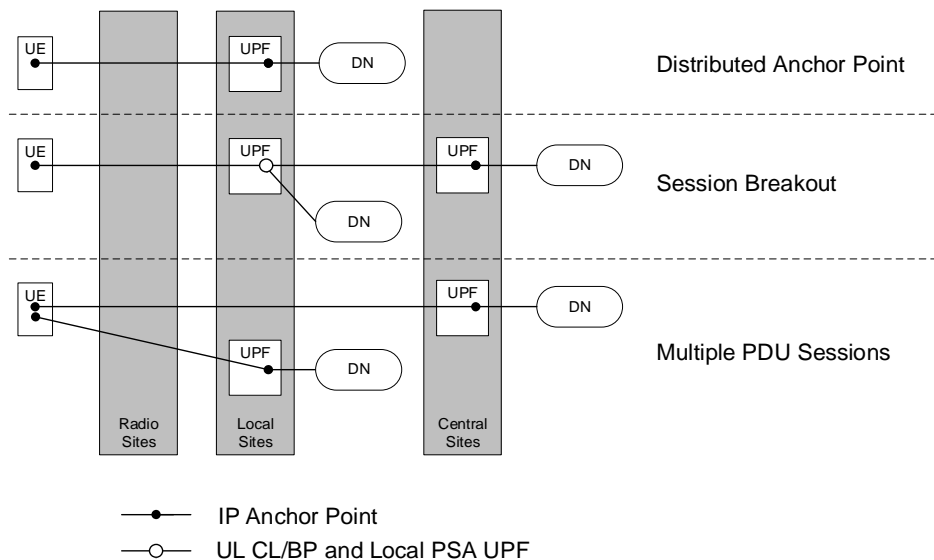 UE
UPF
DN
Distributed Anchor Point
UE
UPF
UPF
DN
Session Breakout
DN
UE
UPF
DN
UPF
DN
Multiple PDU Sessions
Radio
Sites
Local
Sites
Central
Sites
IP Anchor Point
UL CL/BP and Local PSA UPF